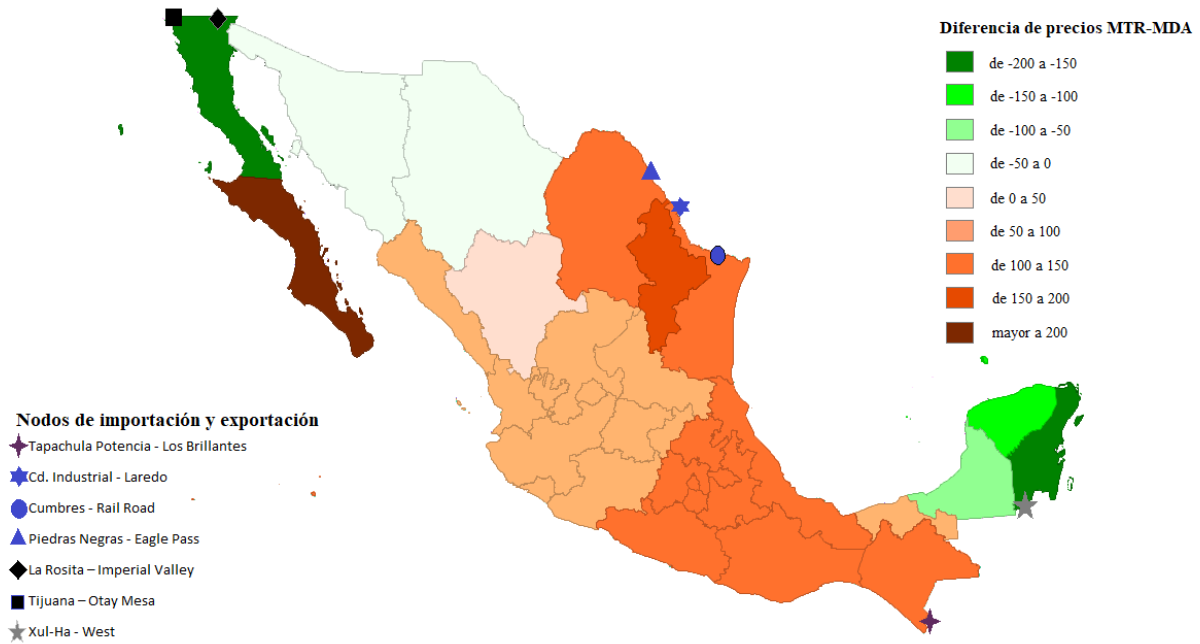 Diferencia de precios MTR-MDA
de -200 a -150
de -150 a -100
de -100 a -50
de -50 a 0
de 0 a 50
de 50 a 100
de 100 a 150
de 150 a 200
mayor a 200
Nodos de importación y exportación
Tapachula Potencia - Los Brillantes
Cd. Industrial - Laredo
Cumbres - Rail Road
Piedras Negras - Eagle Pass
La Rosita – Imperial Valley
Tijuana – Otay Mesa
Xul-Ha - West